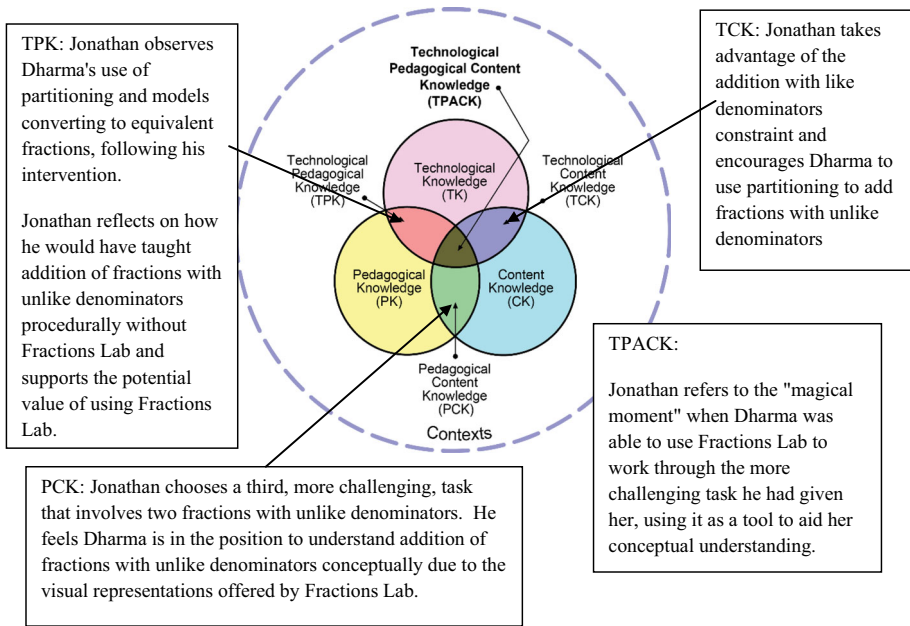 TPK: Jonathan observes
Dharma's use of
partitioning and models
converting to equivalent
fractions, following his
intervention.
Jonathan reflects on how
he would have taught
addition of fractions with
unlike denominators
procedurally without
Fractions Lab and
supports the potential
value of using Fractions
Lab.
Technological
Pedagogical Content
Knowledge
(TPACK)
Technological
Pedagogical
Knowledge
(TPK)
Technological
Knowledge
(TK)
Technological
Content
Knowledge
(TCK)
Pedagogical
Knowledge
(PK)
Content
Knowledge
(CK)
Pedagogical
Content
Knowledge
(PCK)
Contexts
TCK: Jonathan takes
advantage of the
addition with like
denominators
constraint and
encourages Dharma to
use partitioning to add
fractions with unlike
denominators
TPACK:
Jonathan refers to the "magical
moment" when Dharma was
able to use Fractions Lab to
work through the more
challenging task he had given
her, using it as a tool to aid her
conceptual understanding.
PCK: Jonathan chooses a third, more challenging, task
that involves two fractions with unlike denominators.  He
feels Dharma is in the position to understand addition of
fractions with unlike denominators conceptually due to the
visual representations offered by Fractions Lab.